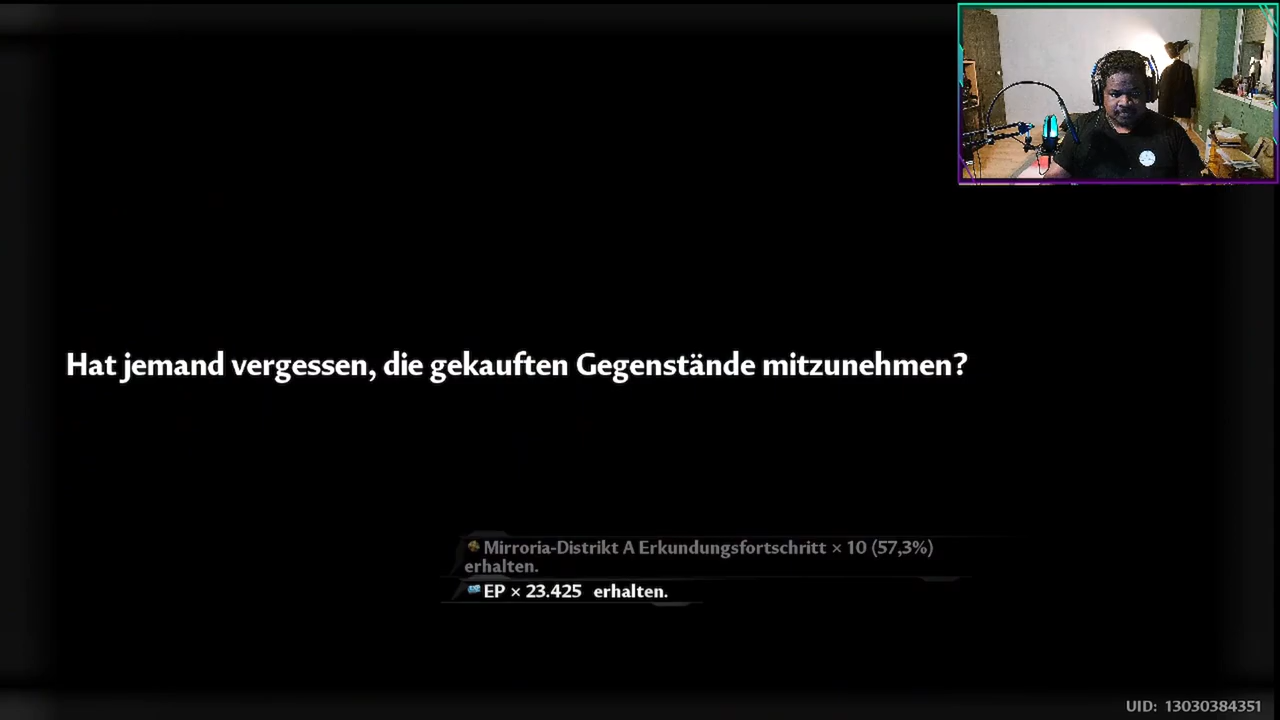 Hat jemand vergessen, die gekauften Gegenstände mitzunehmen?
Mirroria-Distrikt A Erkundungsfortschritt × 10 (57,3%)
erhalten.
EP × 23.425 erhalten.
UID: 13030384351